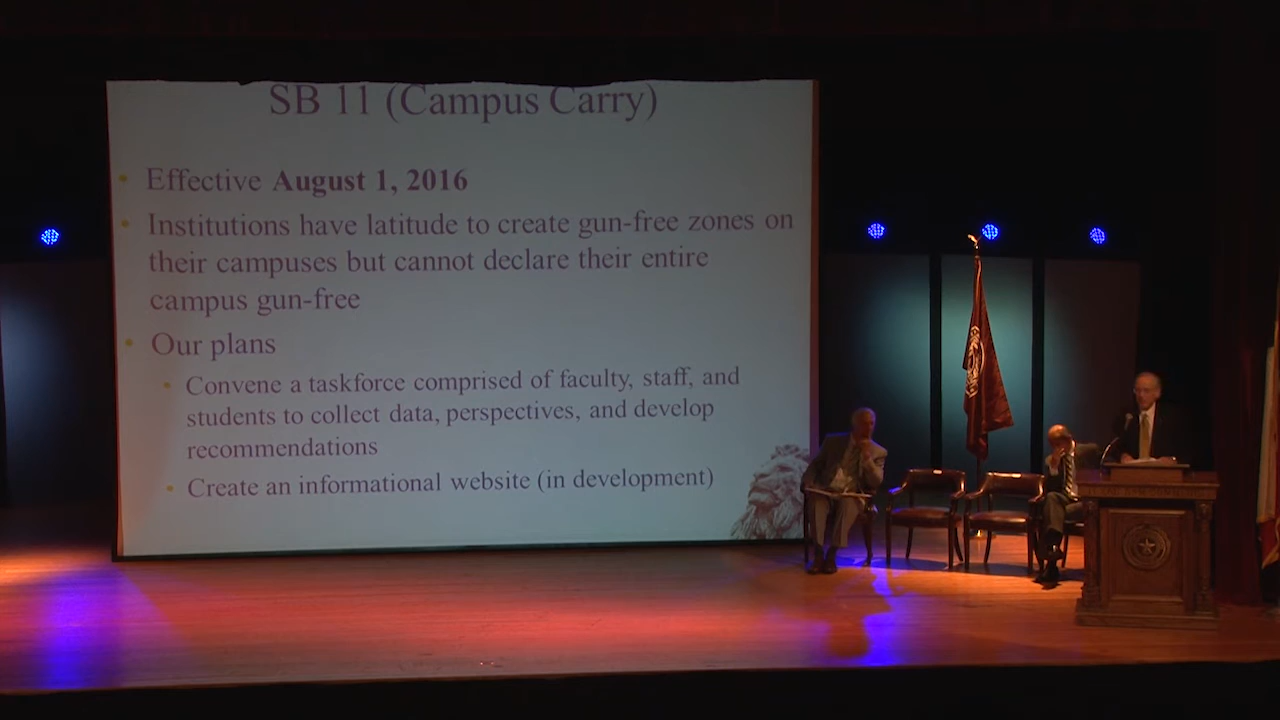 SB 11 (Campus Carry)
• Effective August 1, 2016
• Institutions have latitude to create gun-free zones on
their campuses but cannot declare their entire
campus gun-free
• Our plans
• Convene a taskforce comprised of faculty, staff, and
students to collect data, perspectives, and develop
recommendations
• Create an informational website (in development)